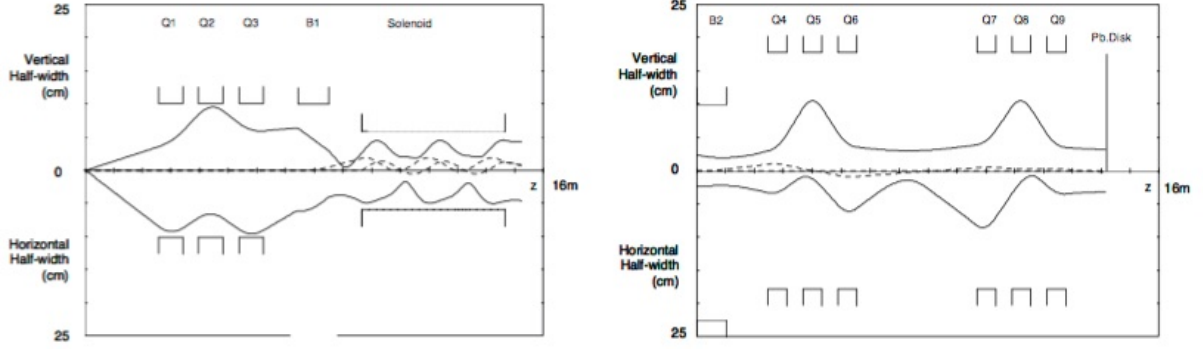 25
Q1 Q2 Q3 B1 Solenoid
Vertical
Half-width
(cm)
0
z 16m
Horizontal
Half-width
(cm)
25
25
B2 Q4 Q5 Q6 Q7 Q8 Q9
Pb.Disk
Vertical
Half-width
(cm)
0
z 16m
Horizontal
Half-width
(cm)
25